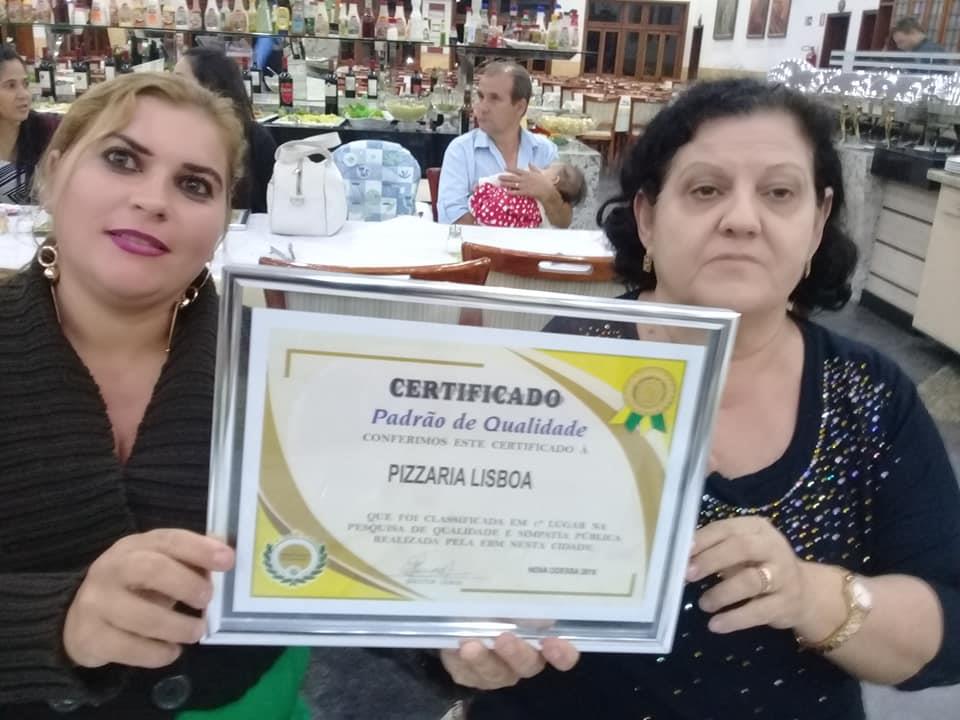 CERTIFICADO
Padrão de Qualidade
CONFERIMOS ESTE CERTIFICADO À
PIZZARIA LISBOA
QUE FOI CLASSIFICADA EM 1º LUGAR NA
PESQUISA DE QUALIDADE E SIMPATIA PÚBLICA
REALIZADA PELA EBM NESTA CIDADE
NOVA ODESSA